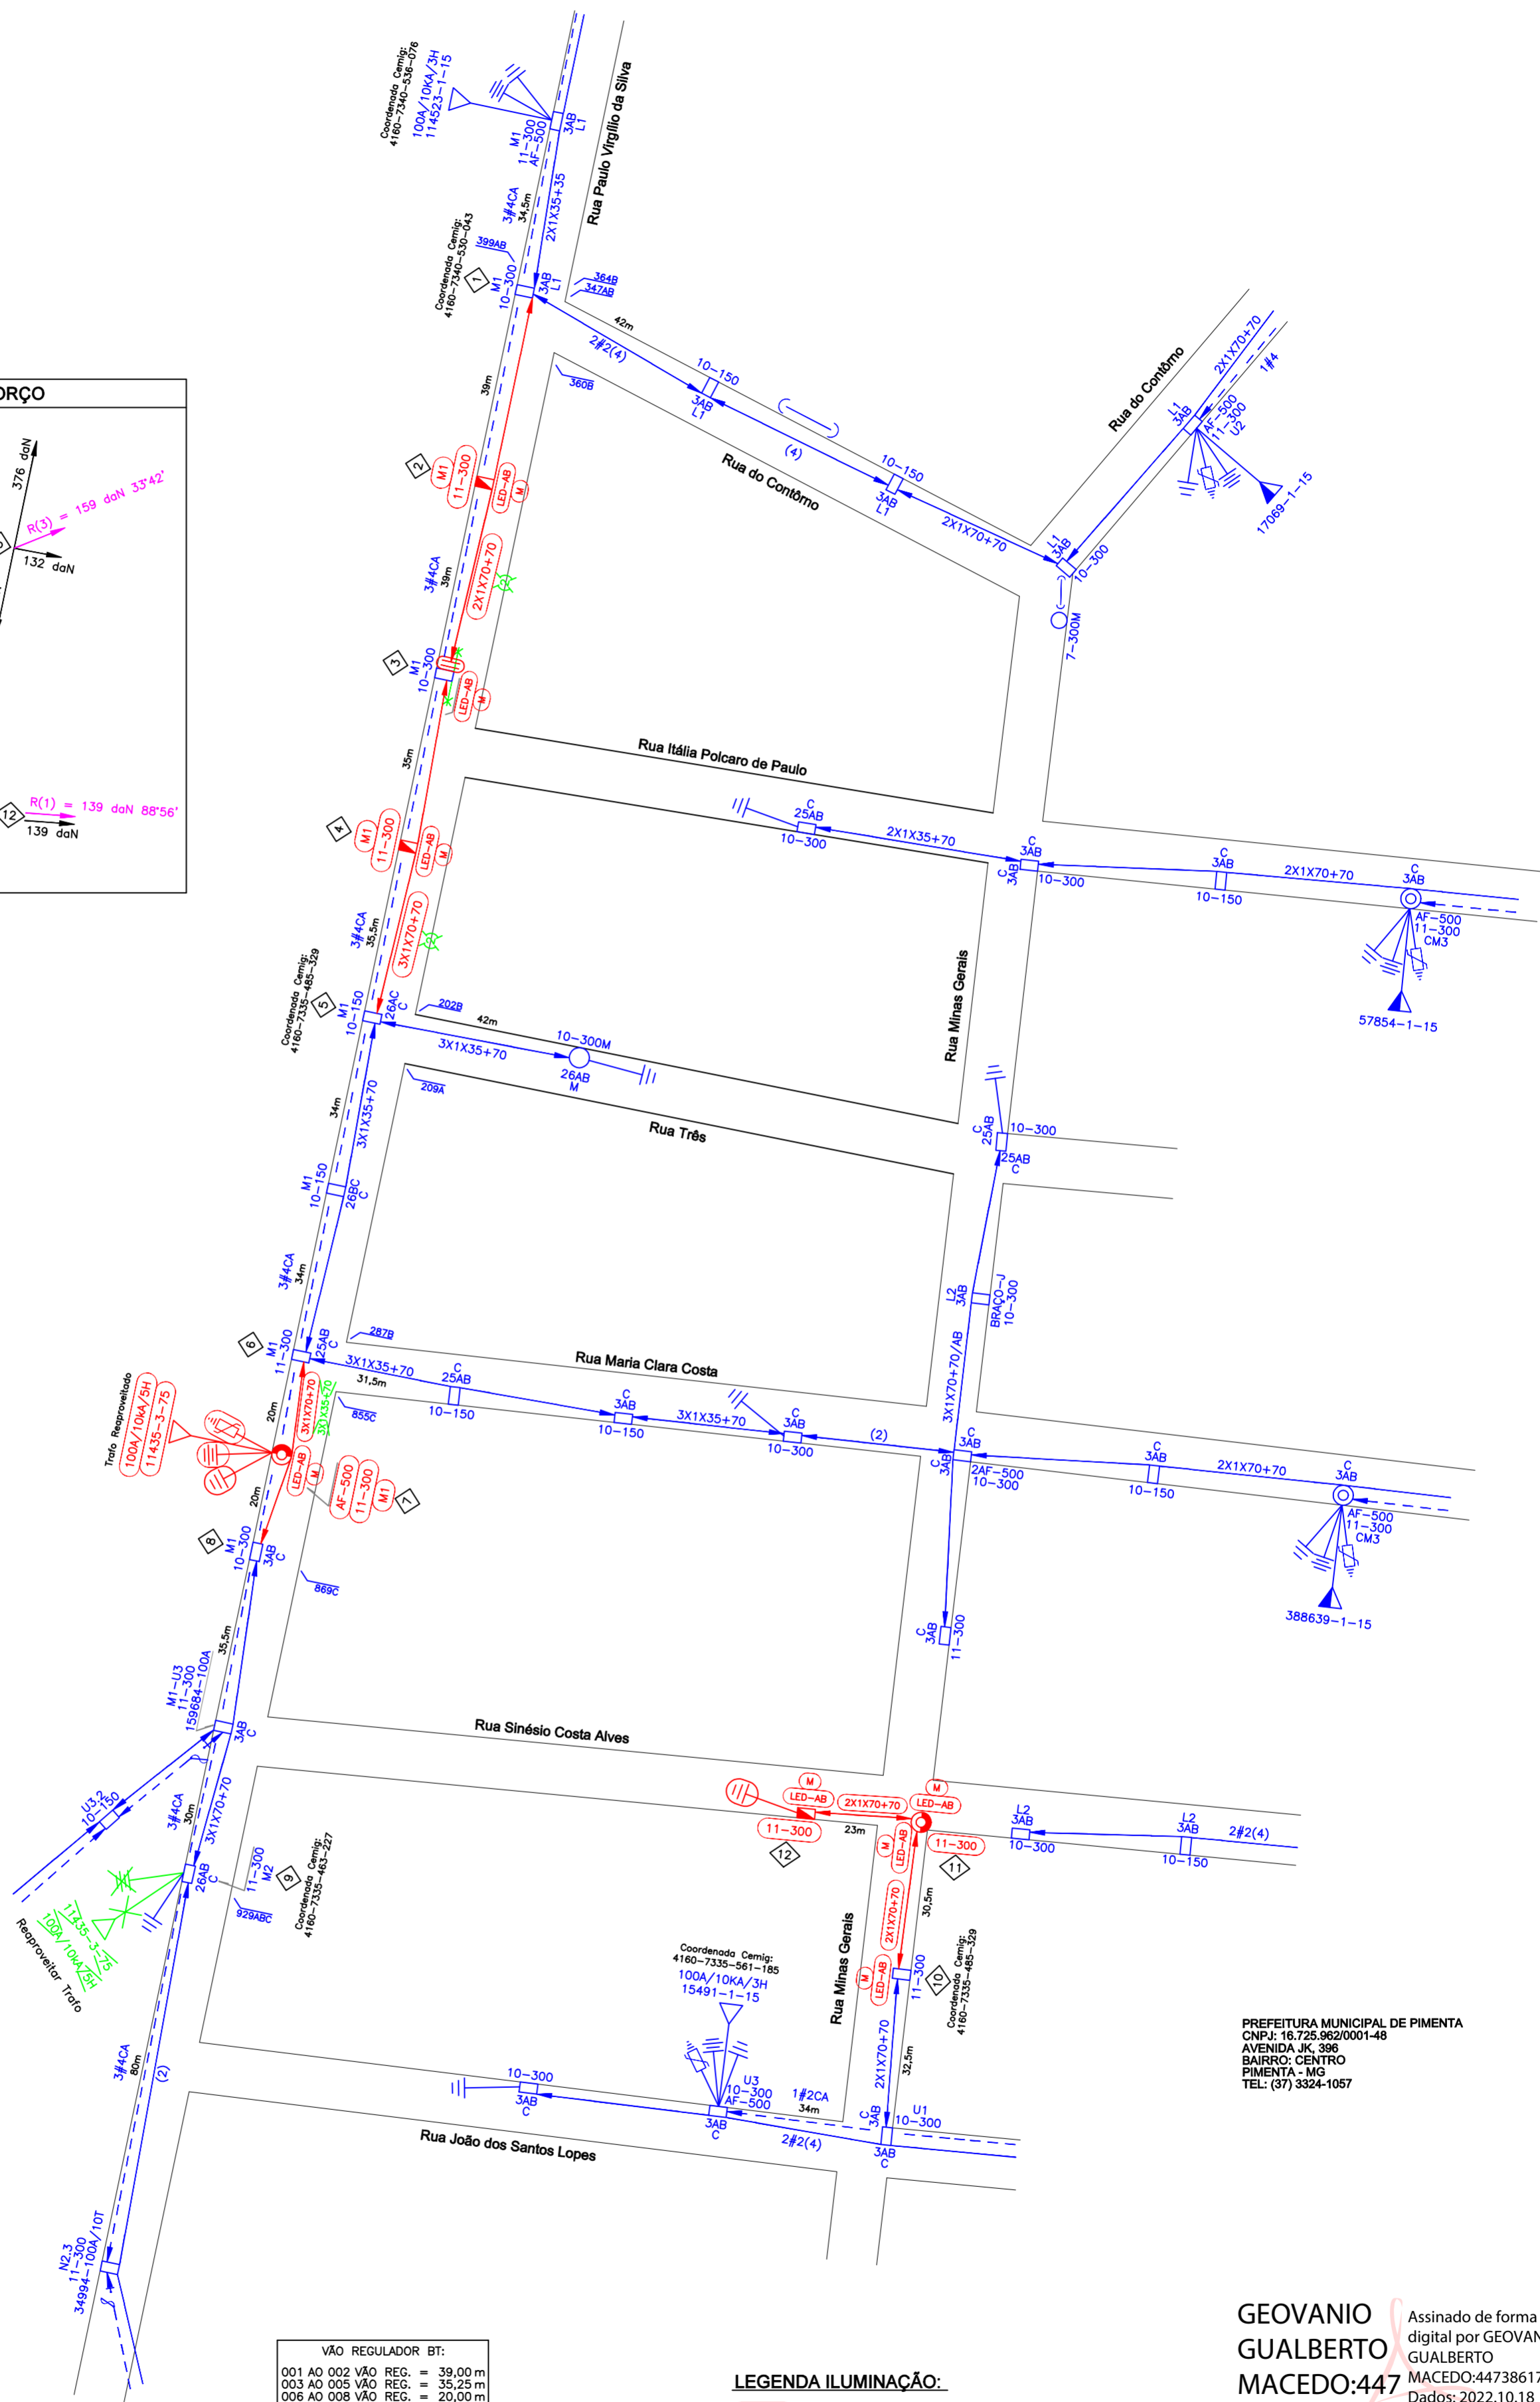 Coordenada Cemig:
4160-7340-536-076
100A/10KA/3H
114523-1-15
M1
11-300
AF-500
3AB
L1
Rua Paulo Virgílio da Silva
3#4CA
34,5m
2X1X35+35
Coordenada Cemig:
4160-7340-530-043
399AB
1
M1
10-300
3AB
L1
364B
347AB
42m
2#2(4)
360B
39m
10-150
3AB
L1
(4)
Rua do Contôrno
10-150
3AB
L1
2X1X70+70
Rua do Contôrno
2X1X70+70
1#4
L1
3AB
AF-500
11-300
U2
17069-1-15
L1
3AB
10-300
7-300M
ORÇO
376 daN
R(3) = 159 daN 33°42'
132 daN
12
R(1) = 139 daN 88°56'
139 daN
2
M1
11-300
LED-AB
M
3#4CA
39m
2X1X70+70
3
M1
10-300
LED-AB
M
35m
Rua Itália Polcaro de Paulo
4
M1
11-300
LED-AB
M
3#4CA
35,5m
3X1X70+70
C
25AB
10-300
2X1X35+70
C
3AB
C
3AB
10-300
C
3AB
10-150
2X1X70+70
C
3AB
AF-500
11-300
CM3
57854-1-15
Coordenada Cemig:
4160-7335-485-329
5
M1
10-150
26AC
C
202B
42m
3X1X35+70
10-300M
26AB
M
209A
Rua Três
Rua Minas Gerais
34m
3X1X35+70
C
25AB
10-300
25AB
C
M1
10-150
26BC
C
3#4CA
34m
L2
3AB
BRAÇO-J
10-300
3X1X70+70/AB
6
M1
11-300
25AB
C
287B
Rua Maria Clara Costa
3X1X35+70
31,5m
C
25AB
10-150
C
3AB
10-150
3X1X35+70
C
3AB
10-300
(2)
C
3AB
C
3AB
2AF-500
10-300
C
3AB
10-150
2X1X70+70
C
3AB
AF-500
11-300
CM3
388639-1-15
20m
3X1X70+70
3X1X35+70
855C
Trafo Reaproveitado
100A/10kA/5H
11435-3-75
LED-AB
M
AF-500
11-300
M1
7
20m
8
M1
10-300
3AB
C
869C
C
3AB
11-300
35,5m
M1-U3
11-300
159684-100A
3AB
C
Rua Sinésio Costa Alves
U3.2
10-150
3#4CA
30m
3X1X70+70
26AB
C
11-300
M2
9
929ABC
Coordenada Cemig:
4160-7335-463-227
11435-3-75
100A/10kA/5H
Reaproveitar Trafo
M
LED-AB
11-300
12
2X1X70+70
23m
M
LED-AB
M
LED-AB
11-300
11
L2
3AB
10-300
L2
3AB
10-150
2#2(4)
2X1X70+70
30,5m
M
LED-AB
11-300
10
Coordenada Cemig:
4160-7335-485-329
Rua Minas Gerais
Coordenada Cemig:
4160-7335-561-185
100A/10KA/3H
15491-1-15
2X1X70+70
32,5m
3#4CA
80m
(2)
10-300
3AB
C
U3
10-300
AF-500
3AB
C
1#2CA
34m
2#2(4)
C
3AB
U1
10-300
3AB
C
Rua João dos Santos Lopes
PREFEITURA MUNICIPAL DE PIMENTA
CNPJ: 16.725.962/0001-48
AVENIDA JK, 396
BAIRRO: CENTRO
PIMENTA - MG
TEL: (37) 3324-1057
N2.3
11-300
34994-100A/10T
VÃO REGULADOR BT:
001 AO 002 VÃO REG. = 39,00 m
003 AO 005 VÃO REG. = 35,25 m
006 AO 008 VÃO REG. = 20,00 m
LEGENDA ILUMINAÇÃO:
GEOVANIO
GUALBERTO
MACEDO:447
Assinado de forma
digital por GEOVAN
GUALBERTO
MACEDO:44738617
Dados: 2022.10.18